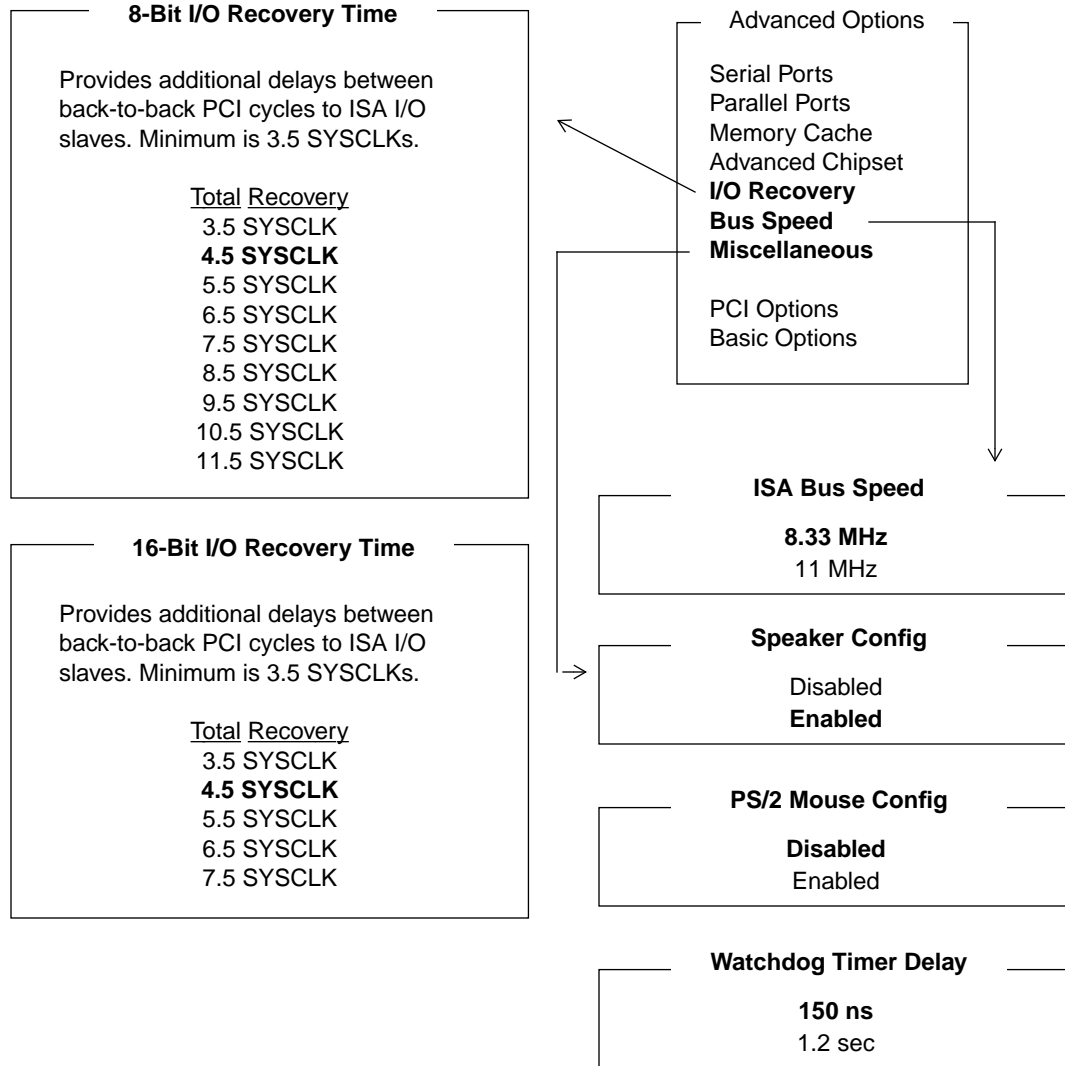 8-Bit I/O Recovery Time
Provides additional delays between
back-to-back PCI cycles to ISA I/O
slaves. Minimum is 3.5 SYSCLKs.
Total Recovery
3.5 SYSCLK
4.5 SYSCLK
5.5 SYSCLK
6.5 SYSCLK
7.5 SYSCLK
8.5 SYSCLK
9.5 SYSCLK
10.5 SYSCLK
11.5 SYSCLK
16-Bit I/O Recovery Time
Provides additional delays between
back-to-back PCI cycles to ISA I/O
slaves. Minimum is 3.5 SYSCLKs.
Total Recovery
3.5 SYSCLK
4.5 SYSCLK
5.5 SYSCLK
6.5 SYSCLK
7.5 SYSCLK
Advanced Options
Serial Ports
Parallel Ports
Memory Cache
Advanced Chipset
I/O Recovery
Bus Speed
Miscellaneous
PCI Options
Basic Options
ISA Bus Speed
8.33 MHz
11 MHz
Speaker Config
Disabled
Enabled
PS/2 Mouse Config
Disabled
Enabled
Watchdog Timer Delay
150 ns
1.2 sec